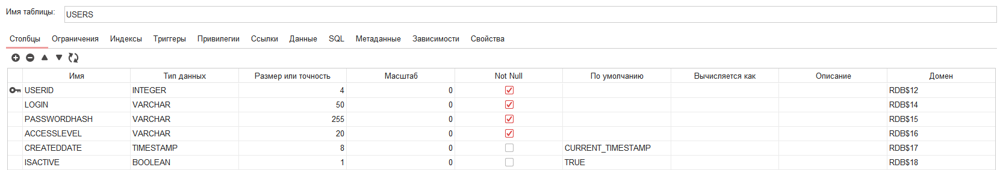 Имя таблицы: USERS
Столбцы Ограничения Индексы Триггеры Привилегии Ссылки Данные SQL Метаданные Зависимости Свойства
Имя Тип данных Размер или точность Масштаб Not Null По умолчанию Вычисляется как Описание Домен
USERID INTEGER 4 0 RDB$12
LOGIN VARCHAR 50 0 RDB$14
PASSWORDHASH VARCHAR 255 0 RDB$15
ACCESSLEVEL VARCHAR 20 0 RDB$16
CREATEDDATE TIMESTAMP 8 0 CURRENT_TIMESTAMP RDB$17
ISACTIVE BOOLEAN 1 0 TRUE RDB$18